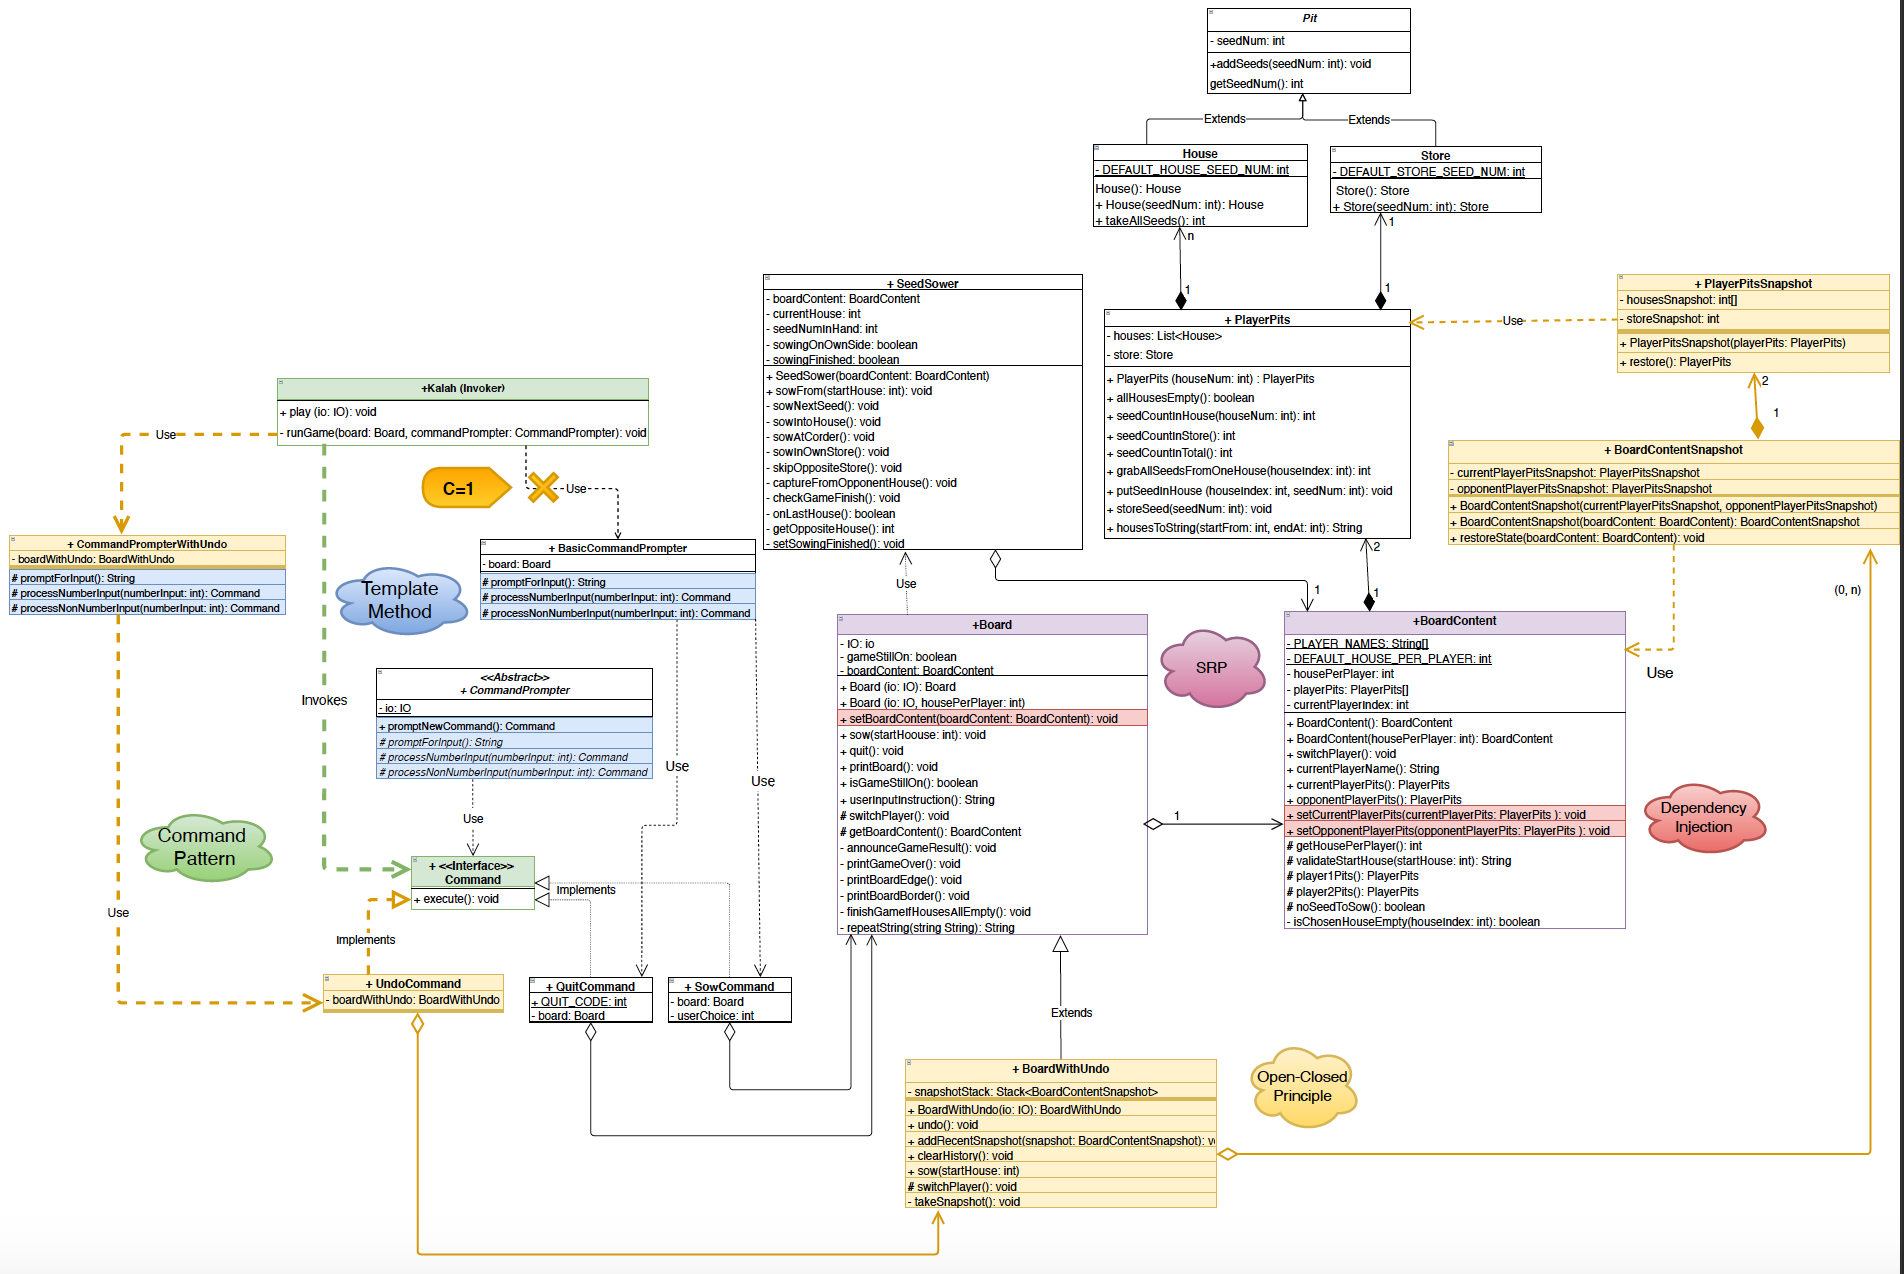 Pit
- seedNum: int
+addSeeds(seedNum: int): void
getSeedNum(): int
Extends
Extends
House
- DEFAULT_HOUSE_SEED_NUM: int
House(): House
+ House(seedNum: int): House
+ takeAllSeeds(): int
Store
- DEFAULT_STORE_SEED_NUM: int
Store(): Store
+ Store(seedNum: int): Store
n
1
1
1
+ SeedSower
- boardContent: BoardContent
- currentHouse: int
- seedNumInHand: int
- sowingOnOwnSide: boolean
- sowingFinished: boolean
+ SeedSower(boardContent: BoardContent)
+ sowFrom(startHouse: int): void
- sowNextSeed(): void
- sowIntoHouse(): void
- sowAtCorder(): void
- sowInOwnStore(): void
- skipOppositeStore(): void
- captureFromOpponentHouse(): void
- checkGameFinish(): void
- onLastHouse(): boolean
- getOppositeHouse(): int
- setSowingFinished(): void
+ PlayerPits
- houses: List<House>
- store: Store
+ PlayerPits (houseNum: int) : PlayerPits
+ allHousesEmpty(): boolean
+ seedCountInHouse(houseNum: int): int
+ seedCountInStore(): int
+ seedCountInTotal(): int
+ grabAllSeedsFromOneHouse(houseIndex: int): int
+ putSeedInHouse (houseIndex: int, seedNum: int): void
+ storeSeed(seedNum: int): void
+ housesToString(startFrom: int, endAt: int): String
Use
+ PlayerPitsSnapshot
- housesSnapshot: int[]
- storeSnapshot: int
+ PlayerPitsSnapshot(playerPits: PlayerPits)
+ restore(): PlayerPits
2
1
+Kalah (Invoker)
+ play (io: IO): void
- runGame(board: Board, commandPrompter: CommandPrompter): void
Use
C=1
Use
+ BoardContentSnapshot
- currentPlayerPitsSnapshot: PlayerPitsSnapshot
- opponentPlayerPitsSnapshot: PlayerPitsSnapshot
+ BoardContentSnapshot(currentPlayerPitsSnapshot, opponentPlayerPitsSnapshot)
+ BoardContentSnapshot(boardContent: BoardContent): BoardContentSnapshot
+ restoreState(boardContent: BoardContent): void
+ CommandPrompterWithUndo
- boardWithUndo: BoardWithUndo
# promptForInput(): String
# processNumberInput(numberInput: int): Command
# processNonNumberInput(numberInput: int): Command
Template
Method
+ BasicCommandPrompter
- board: Board
# promptForInput(): String
# processNumberInput(numberInput: int): Command
# processNonNumberInput(numberInput: int): Command
Use
1
2
1
(0, n)
Use
<<Abstract>>
+ CommandPrompter
- io: IO
+ promptNewCommand(): Command
# promptForInput(): String
# processNumberInput(numberInput: int): Command
# processNonNumberInput(numberInput: int): Command
Invokes
Use
Use
Use
+Board
- IO: io
- gameStillOn: boolean
- boardContent: BoardContent
+ Board (io: IO): Board
+ Board (io: IO, housePerPlayer: int)
+ setBoardContent(boardContent: BoardContent): void
+ sow(startHoouse: int): void
+ quit(): void
+ printBoard(): void
+ isGameStillOn(): boolean
+ userInputInstruction(): String
# switchPlayer(): void
# getBoardContent(): BoardContent
- announceGameResult(): void
- printGameOver(): void
- printBoardEdge(): void
- printBoardBorder(): void
- finishGameIfHousesAllEmpty(): void
- repeatString(string String): String
SRP
1
+BoardContent
- PLAYER_NAMES: String[]
- DEFAULT_HOUSE_PER_PLAYER: int
- housePerPlayer: int
- playerPits: PlayerPits[]
- currentPlayerIndex: int
+ BoardContent(): BoardContent
+ BoardContent(housePerPlayer: int): BoardContent
+ switchPlayer(): void
+ currentPlayerName(): String
+ currentPlayerPits(): PlayerPits
+ opponentPlayerPits(): PlayerPits
+ setCurrentPlayerPits(currentPlayerPits: PlayerPits ): void
+ setOpponentPlayerPits(opponentPlayerPits: PlayerPits ): void
# getHousePerPlayer(): int
# validateStartHouse(startHouse: int): String
# player1Pits(): PlayerPits
# player2Pits(): PlayerPits
# noSeedToSow(): boolean
- isChosenHouseEmpty(houseIndex: int): boolean
Dependency
Injection
Command
Pattern
+ <<Interface>>
Command
+ execute(): void
Implements
Use
Implements
+ UndoCommand
- boardWithUndo: BoardWithUndo
+ QuitCommand
+ QUIT_CODE: int
- board: Board
+ SowCommand
- board: Board
- userChoice: int
Extends
+ BoardWithUndo
- snapshotStack: Stack<BoardContentSnapshot>
+ BoardWithUndo(io: IO): BoardWithUndo
+ undo(): void
+ addRecentSnapshot(snapshot: BoardContentSnapshot): v
+ clearHistory(): void
+ sow(startHouse: int)
# switchPlayer(): void
- takeSnapshot(): void
Open-Closed
Principle